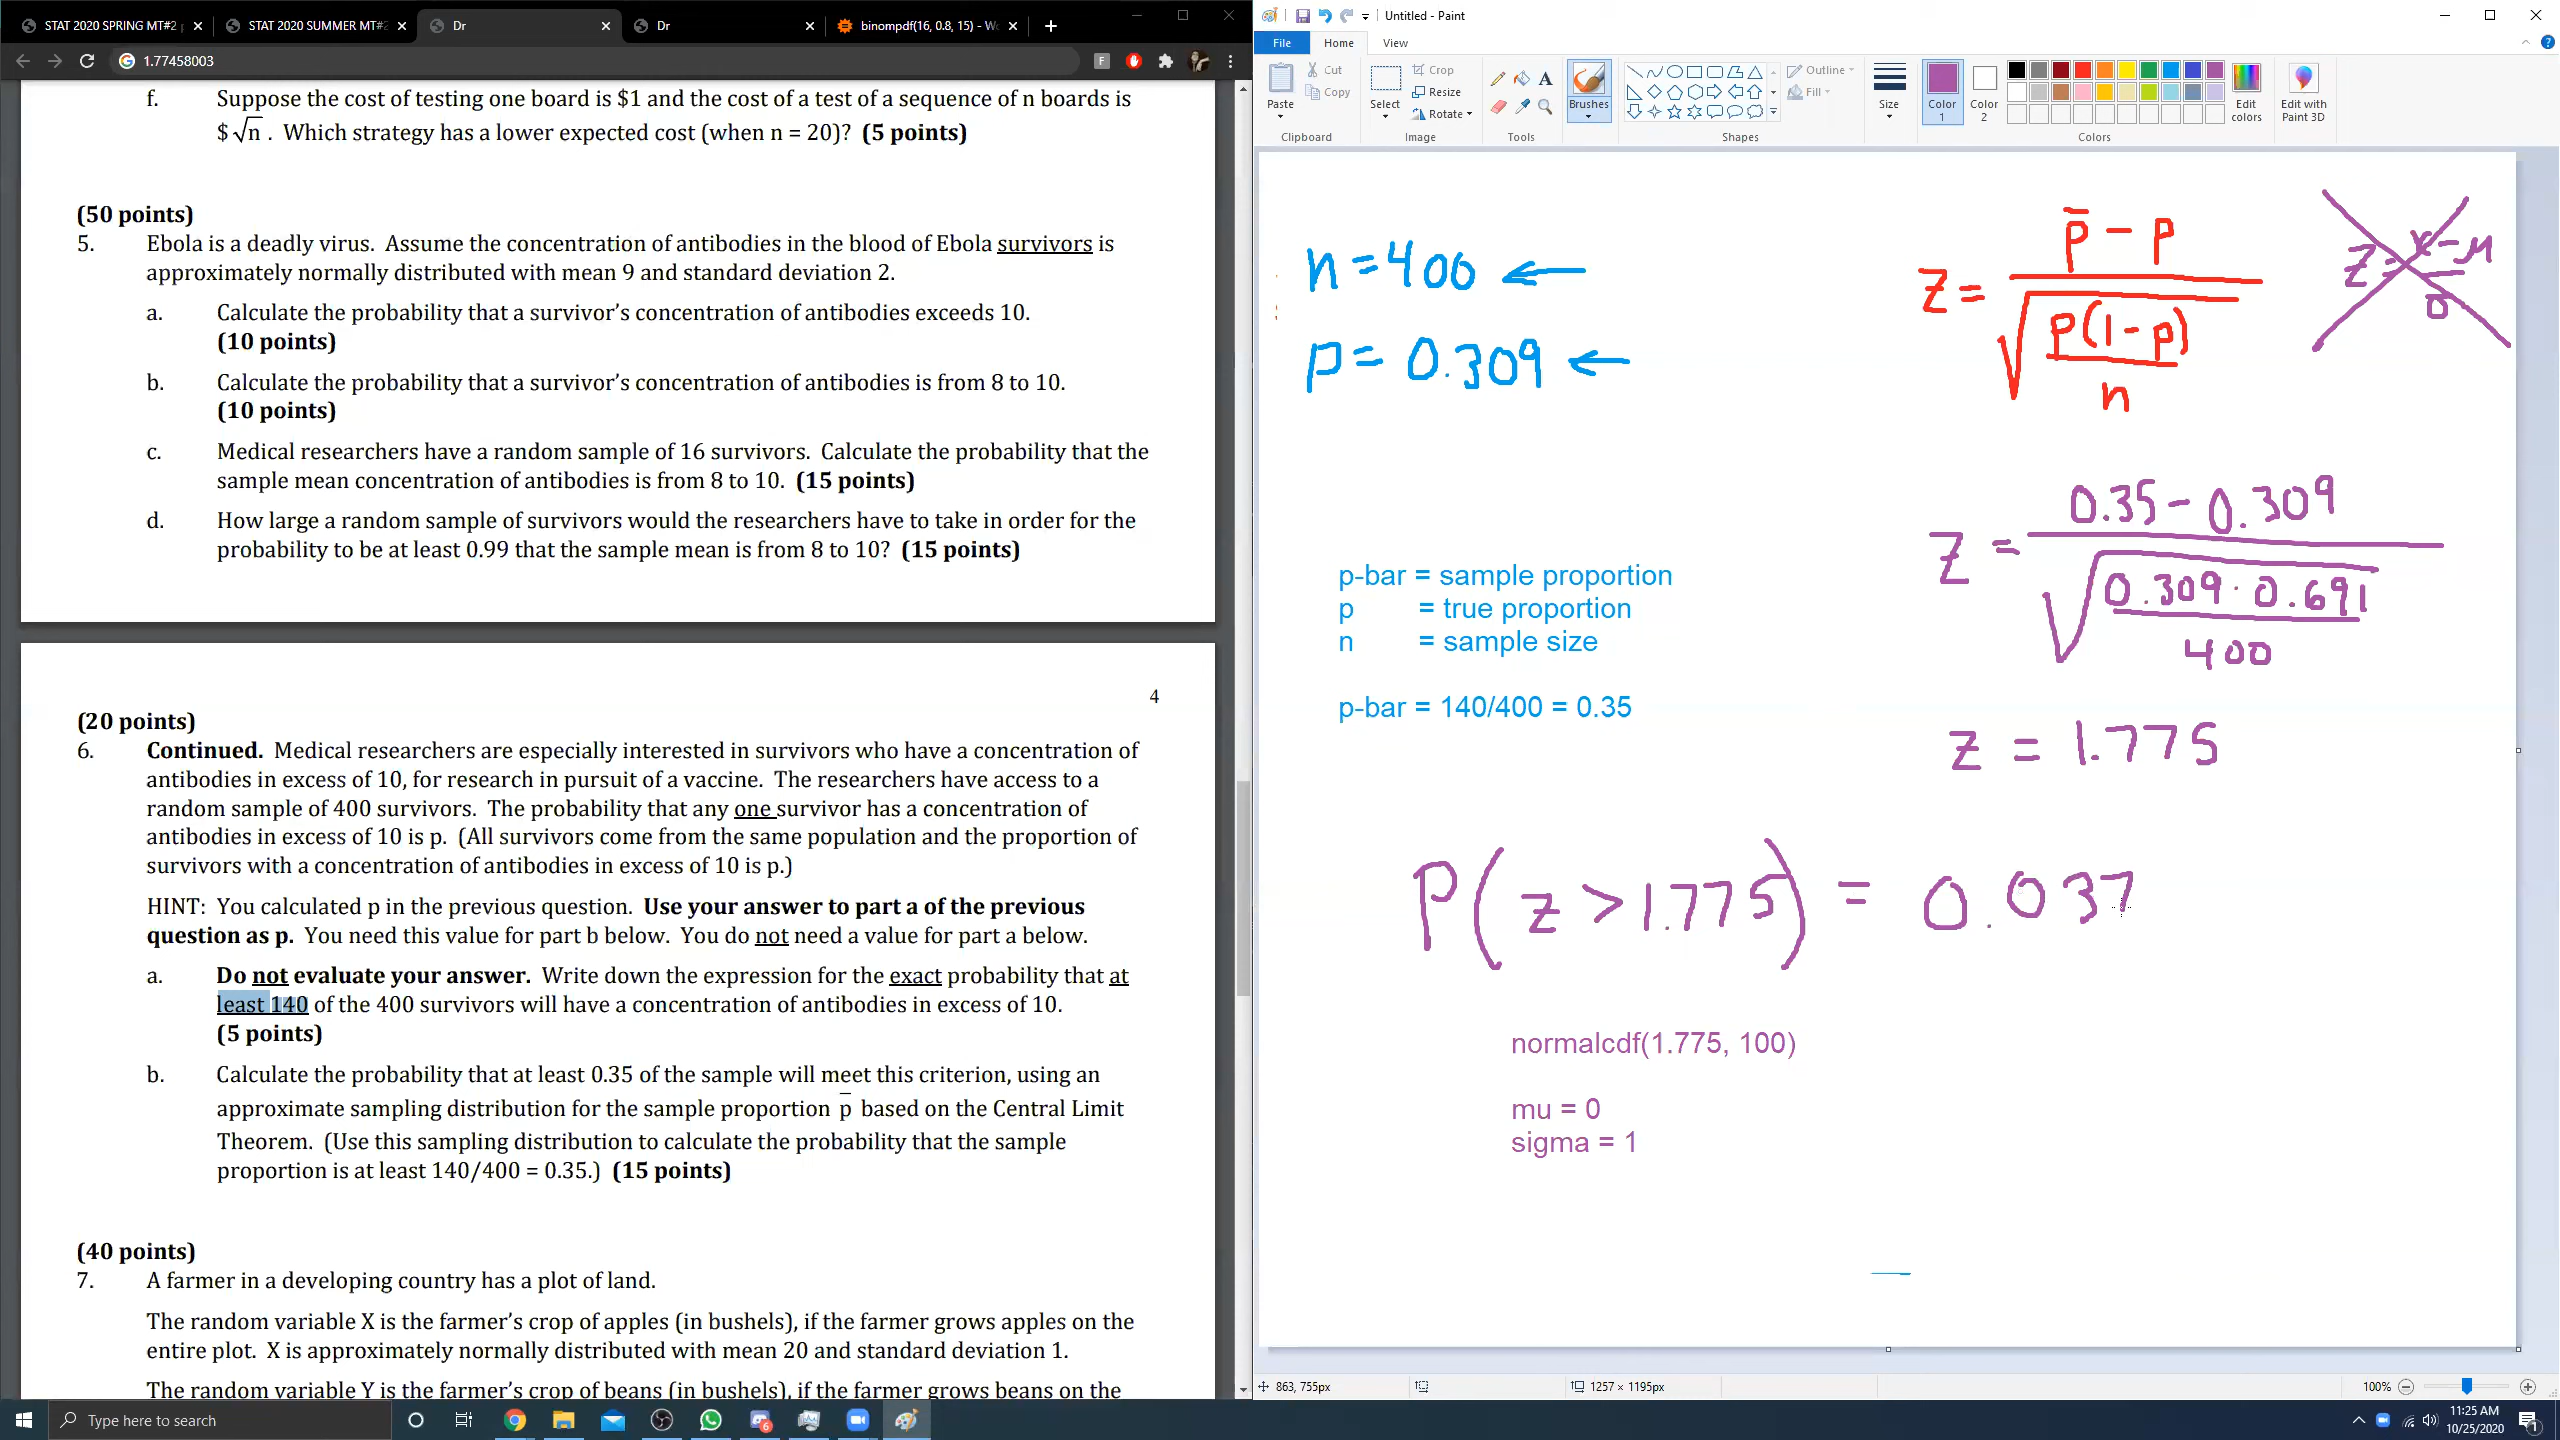 STAT 2020 SPRING MT#2
STAT 2020 SUMMER MT#2
Dr
Dr
binompdf(16, 0.8, 15) - W
1.77458003
f. Suppose the cost of testing one board is $1 and the cost of a test of a sequence of n boards is
$ √n . Which strategy has a lower expected cost (when n = 20)? (5 points)
(50 points)
5. Ebola is a deadly virus. Assume the concentration of antibodies in the blood of Ebola survivors is
approximately normally distributed with mean 9 and standard deviation 2.
a. Calculate the probability that a survivor's concentration of antibodies exceeds 10.
(10 points)
b. Calculate the probability that a survivor's concentration of antibodies is from 8 to 10.
(10 points)
c. Medical researchers have a random sample of 16 survivors. Calculate the probability that the
sample mean concentration of antibodies is from 8 to 10. (15 points)
d. How large a random sample of survivors would the researchers have to take in order for the
probability to be at least 0.99 that the sample mean is from 8 to 10? (15 points)
4
(20 points)
6. Continued. Medical researchers are especially interested in survivors who have a concentration of
antibodies in excess of 10, for research in pursuit of a vaccine. The researchers have access to a
random sample of 400 survivors. The probability that any one survivor has a concentration of
antibodies in excess of 10 is p. (All survivors come from the same population and the proportion of
survivors with a concentration of antibodies in excess of 10 is p.)
HINT: You calculated p in the previous question. Use your answer to part a of the previous
question as p. You need this value for part b below. You do not need a value for part a below.
a. Do not evaluate your answer. Write down the expression for the exact probability that at
least 140 of the 400 survivors will have a concentration of antibodies in excess of 10.
(5 points)
b. Calculate the probability that at least 0.35 of the sample will meet this criterion, using an
approximate sampling distribution for the sample proportion p̄ based on the Central Limit
Theorem. (Use this sampling distribution to calculate the probability that the sample
proportion is at least 140/400 = 0.35.) (15 points)
(40 points)
7. A farmer in a developing country has a plot of land.
The random variable X is the farmer's crop of apples (in bushels), if the farmer grows apples on the
entire plot. X is approximately normally distributed with mean 20 and standard deviation 1.
The random variable Y is the farmer's crop of beans (in bushels), if the farmer grows beans on the
Type here to search
Untitled - Paint
File Home View
Cut
Copy
Paste
Clipboard
Select
Crop
Resize
Rotate
Image
A
Tools
Brushes
Outline
Fill
Shapes
Size
Color 1
Color 2
Edit colors
Colors
Edit with Paint 3D
n = 400 ←
p = 0.309 ←
z = p̄ - p
√ p(1-p)
n
z = x-μ
σ
p-bar = sample proportion
p = true proportion
n = sample size
p-bar = 140/400 = 0.35
z = 0.35 - 0.309
√ 0.309 · 0.691
400
z = 1.775
P( z > 1.775 ) = 0.037
normalcdf(1.775, 100)
mu = 0
sigma = 1
863, 755px
1257 × 1195px
100%
6
11:25 AM
10/25/2020
1